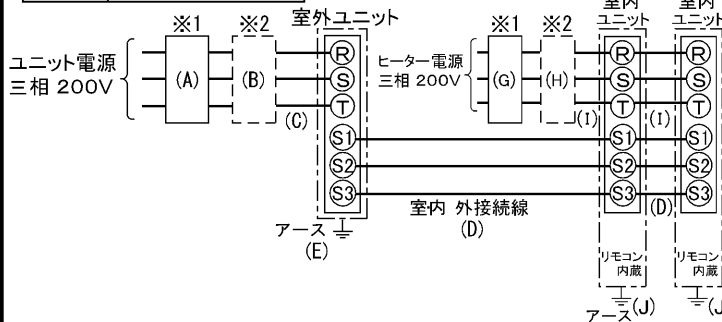 ※1
※2
室外ユニット
ユニット電源
三相 200V
(A)
(B)
(C)
R
S
T
S1
S2
S3
アース
(E)
室内 外接続線
(D)
※1
※2
ヒーター電源
三相 200V
(G)
(H)
(I)
室内
ユニット
R
S
T
S1
S2
S3
リモコン
内蔵
アース
(J)
(I)
(D)
室内
ユニット
R
S
T
S1
S2
S3
リモコン
内蔵